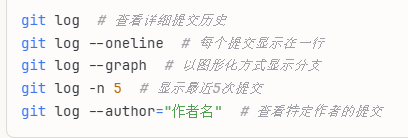 git log  # 查看详细提交历史
git log --oneline  # 每个提交显示在一行
git log --graph  # 以图形化方式显示分支
git log -n 5  # 显示最近5次提交
git log --author="作者名"  # 查看特定作者的提交